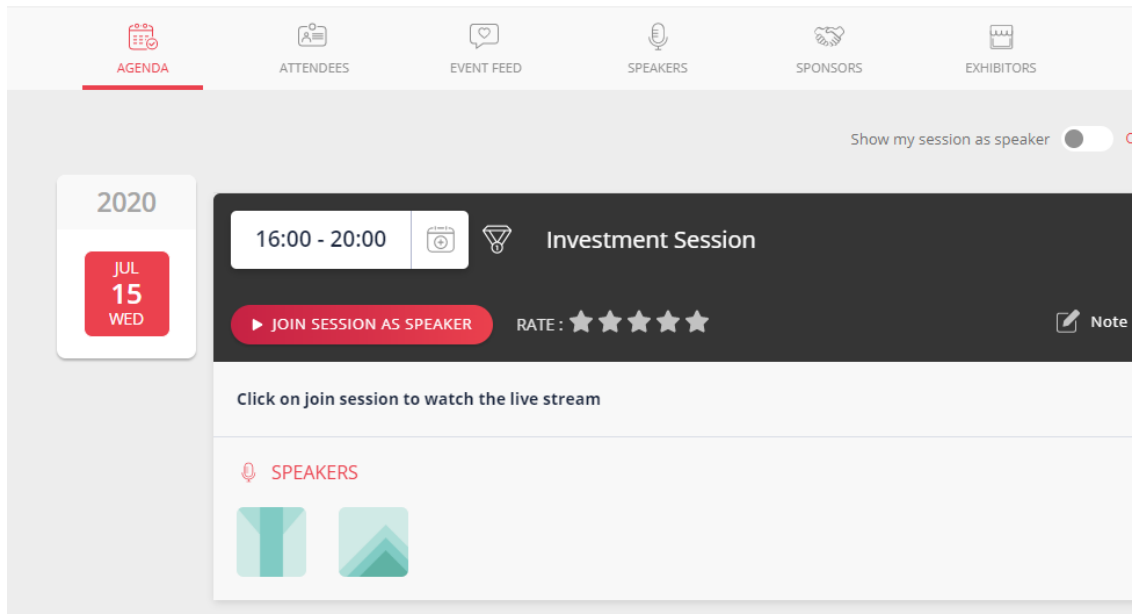 AGENDA
ATTENDEES
EVENT FEED
SPEAKERS
SPONSORS
EXHIBITORS
Show my session as speaker
2020
JUL
15
WED
16:00 - 20:00
Investment Session
JOIN SESSION AS SPEAKER
RATE :
Note
Click on join session to watch the live stream
SPEAKERS